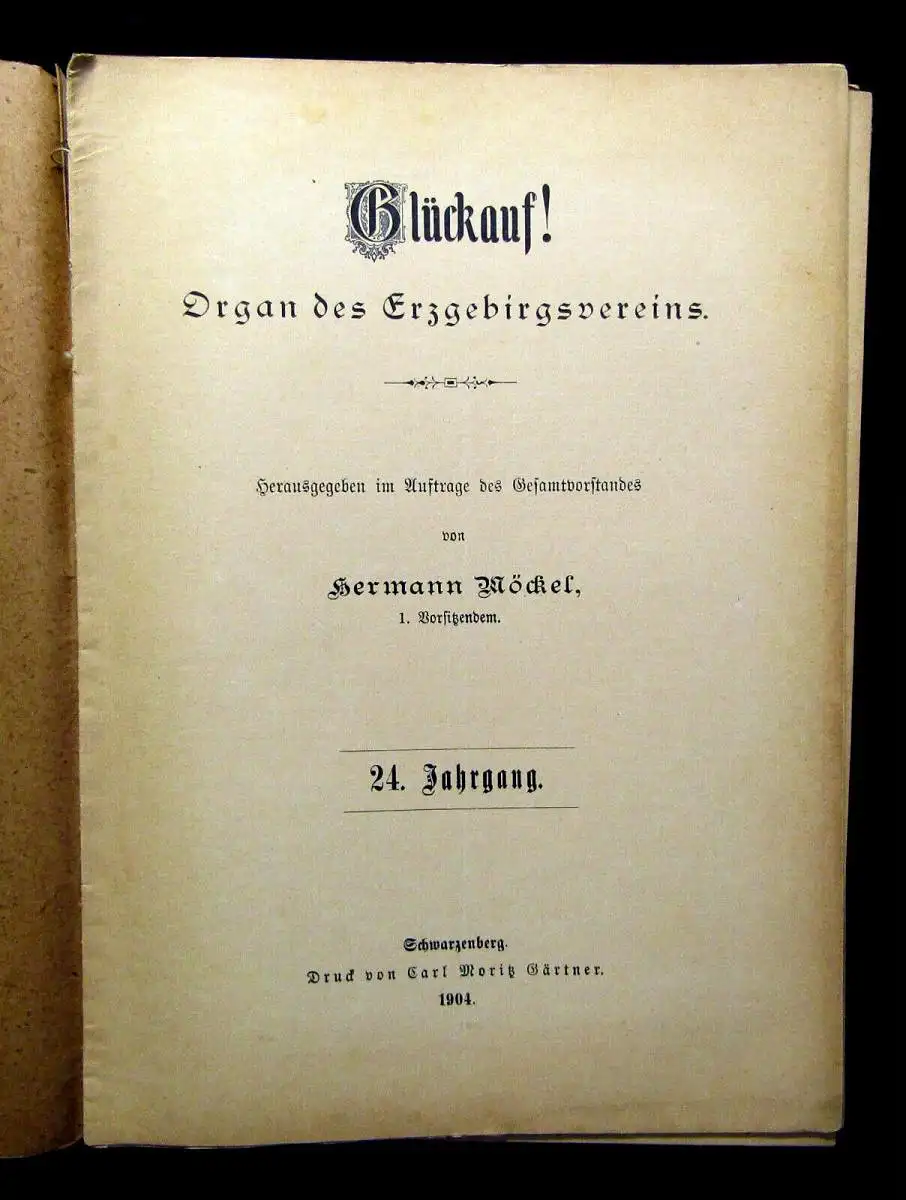 Glückauf!
Organ des Erzgebirgsvereins.
Herausgegeben im Auftrage des Gesamtvorstandes
von
Hermann Möckel,
1. Vorsitzendem.
24. Jahrgang.
Schwarzenberg.
Druck von Carl Moritz Gärtner.
1904.